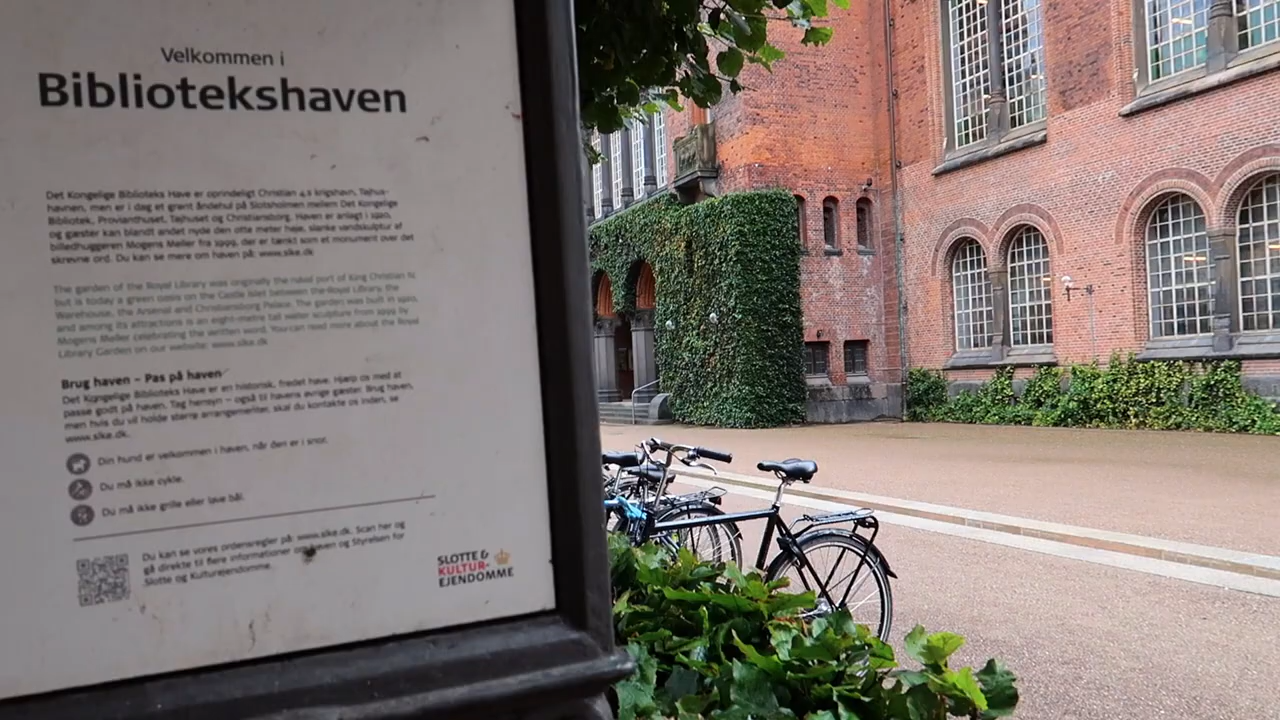 Velkommen i
Bibliotekshaven
Det Kongelige Biblioteks Have er oprindeligt Christian 4.s krigshavn, Tøjhus-
havnen, men er i dag et grønt åndehul på Slotsholmen mellem Det Kongelige
Bibliotek, Provianthuset, Tøjhuset og Christiansborg. Haven er anlagt i 1920,
og gæster kan blandt andet nyde den otte meter høje, slanke vandskulptur af
billedhuggeren Mogens Møller fra 1999, der er tænkt som et monument over det
skrevne ord. Du kan se mere om haven på: www.slke.dk
The garden of the Royal Library was originally the naval port of King Christian IV,
but is today a green oasis on the Castle Islet between the Royal Library, the
Warehouse, the Arsenal and Christiansborg Palace. The garden was built in 1920,
and among its attractions is an eight-metre tall water sculpture from 1999 by
Mogens Møller celebrating the written word. You can read more about the Royal
Library Garden on our website: www.slke.dk
Brug haven – Pas på haven
Det Kongelige Biblioteks Have er en historisk, fredet have. Hjælp os med at
passe godt på haven. Tag hensyn – også til havens øvrige gæster. Brug haven,
men hvis du vil holde større arrangementer, skal du kontakte os inden, se
www.slke.dk.
Din hund er velkommen i haven, når den er i snor.
Du må ikke cykle.
Du må ikke grille eller lave bål.
Du kan se vores ordensregler på: www.slke.dk. Scan her og
gå direkte til flere informationer om haven og Styrelsen for
Slotte og Kulturejendomme.
SLOTTE &
KULTUR-
EJENDOMME